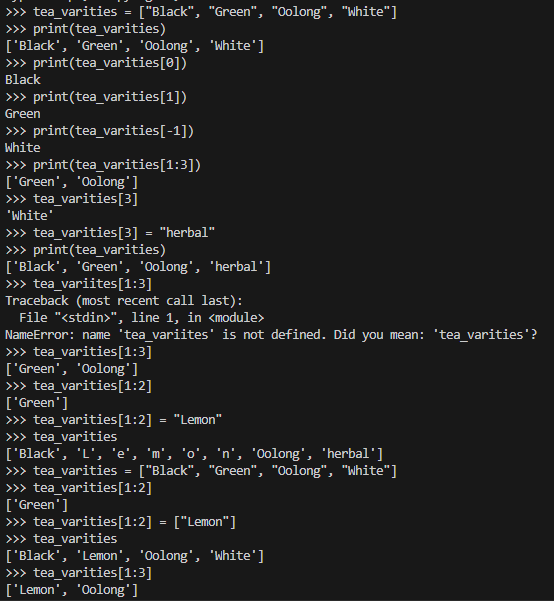 >>> tea_varities = ["Black", "Green", "Oolong", "White"]
>>> print(tea_varities)
['Black', 'Green', 'Oolong', 'White']
>>> print(tea_varities[0])
Black
>>> print(tea_varities[1])
Green
>>> print(tea_varities[-1])
White
>>> print(tea_varities[1:3])
['Green', 'Oolong']
>>> tea_varities[3]
'White'
>>> tea_varities[3] = "herbal"
>>> print(tea_varities)
['Black', 'Green', 'Oolong', 'herbal']
>>> tea_variites[1:3]
Traceback (most recent call last):
  File "<stdin>", line 1, in <module>
NameError: name 'tea_variites' is not defined. Did you mean: 'tea_varities'?
>>> tea_varities[1:3]
['Green', 'Oolong']
>>> tea_varities[1:2]
['Green']
>>> tea_varities[1:2] = "Lemon"
>>> tea_varities
['Black', 'L', 'e', 'm', 'o', 'n', 'Oolong', 'herbal']
>>> tea_varities = ["Black", "Green", "Oolong", "White"]
>>> tea_varities[1:2]
['Green']
>>> tea_varities[1:2] = ["Lemon"]
>>> tea_varities
['Black', 'Lemon', 'Oolong', 'White']
>>> tea_varities[1:3]
['Lemon', 'Oolong']